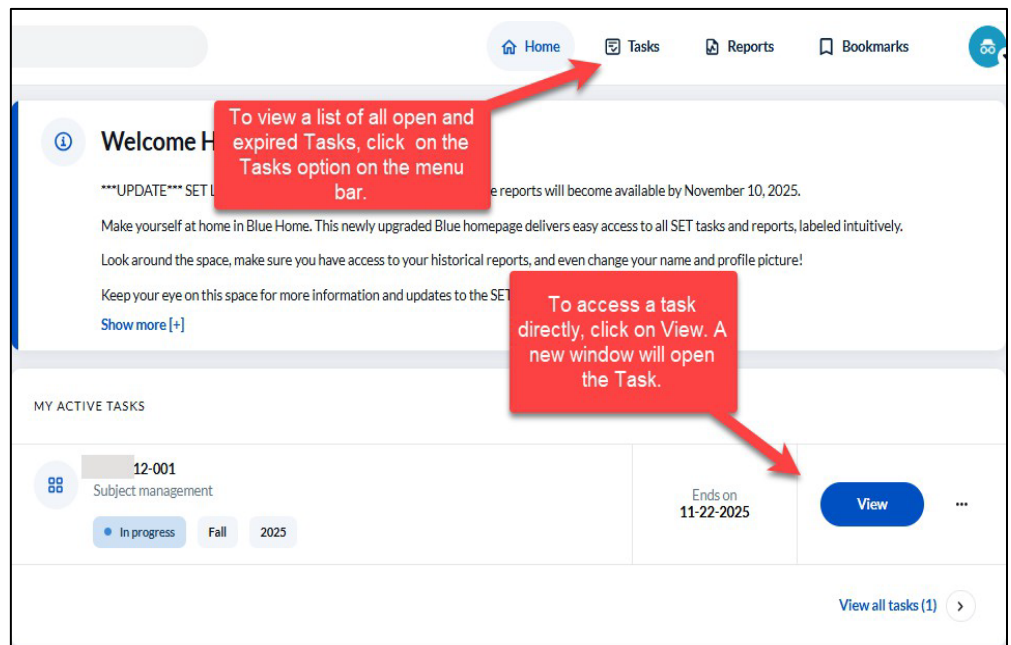 Home Tasks Reports Bookmarks
To view a list of all open and
expired Tasks, click on the
Tasks option on the menu
bar.
Welcome H
***UPDATE*** SET L e reports will become available by November 10, 2025.
Make yourself at home in Blue Home. This newly upgraded Blue homepage delivers easy access to all SET tasks and reports, labeled intuitively.
Look around the space, make sure you have access to your historical reports, and even change your name and profile picture!
Keep your eye on this space for more information and updates to the SET
Show more [+]
To access a task
directly, click on View. A
new window will open
the Task.
MY ACTIVE TASKS
12-001
Subject management
In progress Fall 2025
Ends on
11-22-2025
View
View all tasks (1)